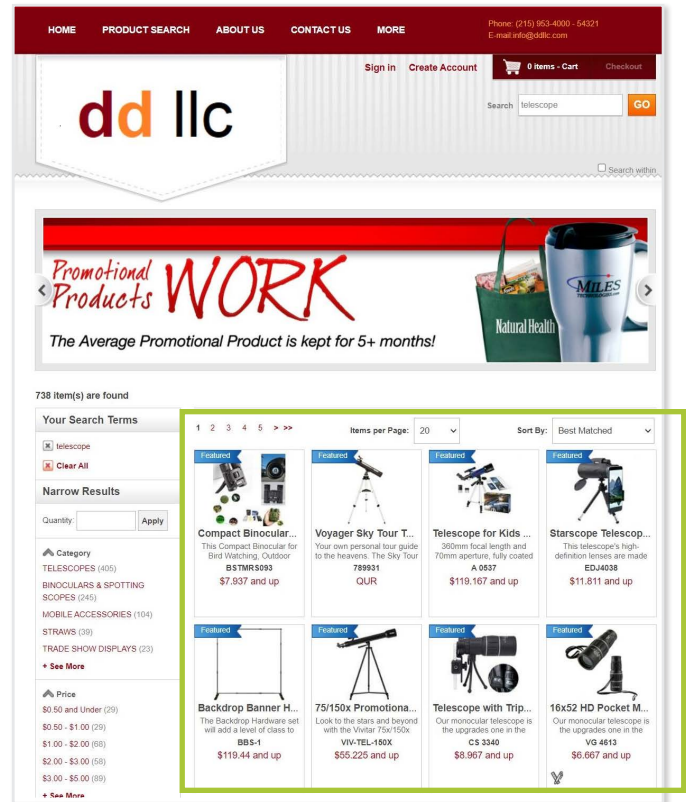 HOME PRODUCT SEARCH ABOUT US CONTACT US MORE
Phone: (215) 953-4000 - 54321
E-mail:info@ddllc.com
Sign in Create Account 0 items - Cart Checkout
dd llc
Search telescope GO
Search within
Promotional
Products WORK
The Average Promotional Product is kept for 5+ months!
Natural Health
MILES
738 item(s) are found
Your Search Terms
telescope
Clear All
Narrow Results
Quantity: Apply
Category
TELESCOPES (405)
BINOCULARS & SPOTTING
SCOPES (245)
MOBILE ACCESSORIES (104)
STRAWS (39)
TRADE SHOW DISPLAYS (23)
+ See More
Price
$0.50 and Under (29)
$0.50 - $1.00 (29)
$1.00 - $2.00 (66)
$2.00 - $3.00 (58)
$3.00 - $5.00 (89)
+ See More
1 2 3 4 5 > >> Items per Page: 20 Sort By: Best Matched
Featured
Compact Binocular...
This Compact Binocular for
Bird Watching, Outdoor
BSTMRS093
$7.937 and up
Featured
Voyager Sky Tour T...
Your own personal tour guide
to the heavens. The Sky Tour
789931
QUR
Featured
Telescope for Kids ...
360mm focal length and
70mm aperture, fully coated
A 0537
$119.167 and up
Featured
Starscope Telescop...
This telescope's high-
definition lenses are made
EDJ4038
$11.811 and up
Featured
Backdrop Banner H...
The Backdrop Hardware set
will add a level of class to
BBS-1
$119.44 and up
Featured
75/150x Promotiona...
Look to the stars and beyond
with the Vivitar 75x/150x
VIV-TEL-150X
$55.225 and up
Featured
Telescope with Trip...
Our monocular telescope is
the upgrades one in the
CS 3340
$8.967 and up
Featured
16x52 HD Pocket M...
Our monocular telescope is
the upgrades one in the
VG 4613
$6.667 and up